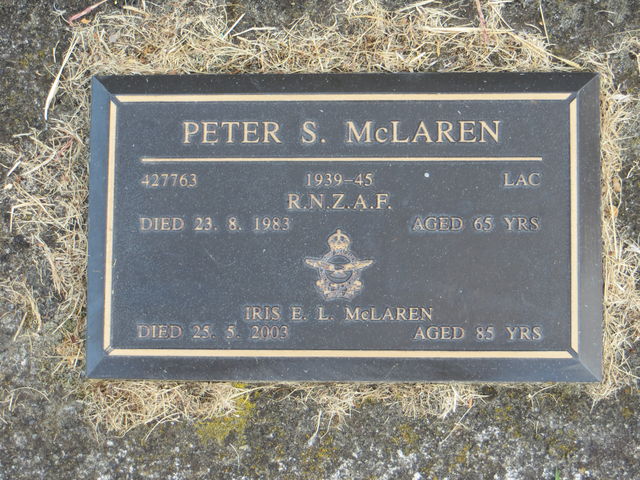 PETER S. McLAREN
427763 1939-45 LAC
R.N.Z.A.F.
DIED 23. 8. 1983 AGED 65 YRS
IRIS E. L. McLAREN
DIED 25. 5. 2003 AGED 85 YRS